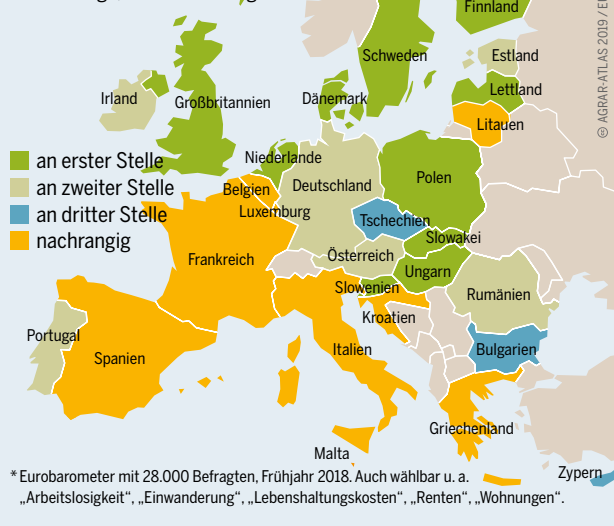 Finnland
Schweden
Estland
Lettland
Litauen
Irland
Großbritannien
Dänemark
an erster Stelle
an zweiter Stelle
an dritter Stelle
nachrangig
Niederlande
Belgien
Luxemburg
Deutschland
Polen
Tschechien
Slowakei
Österreich
Ungarn
Frankreich
Slowenien
Kroatien
Rumänien
Portugal
Spanien
Italien
Bulgarien
Griechenland
Malta
Zypern
* Eurobarometer mit 28.000 Befragten, Frühjahr 2018. Auch wählbar u. a.
„Arbeitslosigkeit“, „Einwanderung“, „Lebenshaltungskosten“, „Renten“, „Wohnungen“.
© AGRAR-ATLAS 2019 /